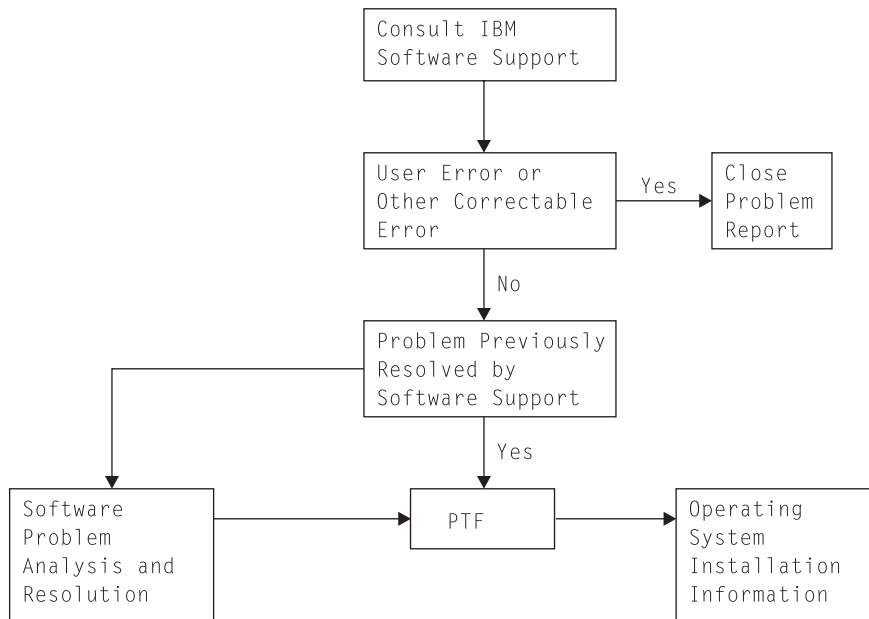 Consult IBM
Software Support
User Error or
Other Correctable
Error
Yes
Close
Problem
Report
No
Problem Previously
Resolved by
Software Support
Yes
Software
Problem
Analysis and
Resolution
PTF
Operating
System
Installation
Information